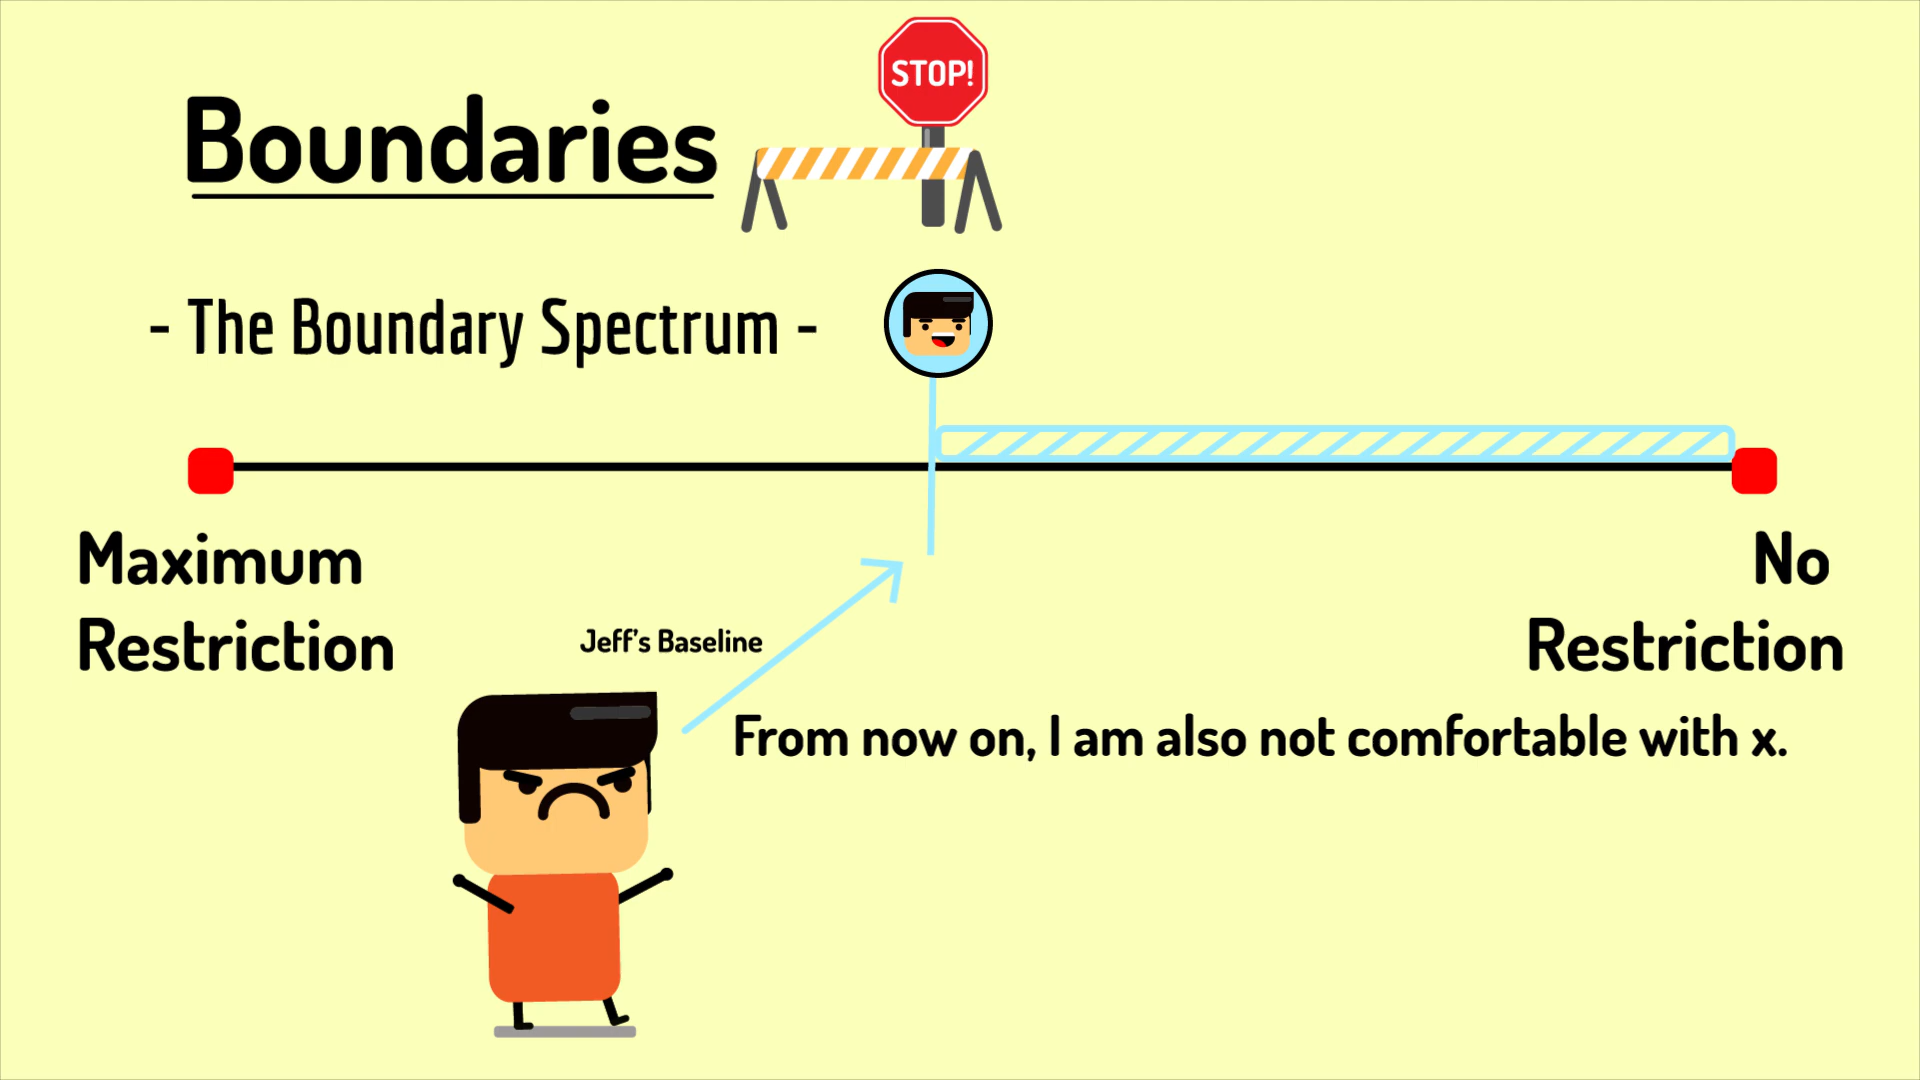 STOP!
Boundaries
- The Boundary Spectrum -
Maximum
Restriction
No
Restriction
Jeff's Baseline
From now on, I am also not comfortable with x.